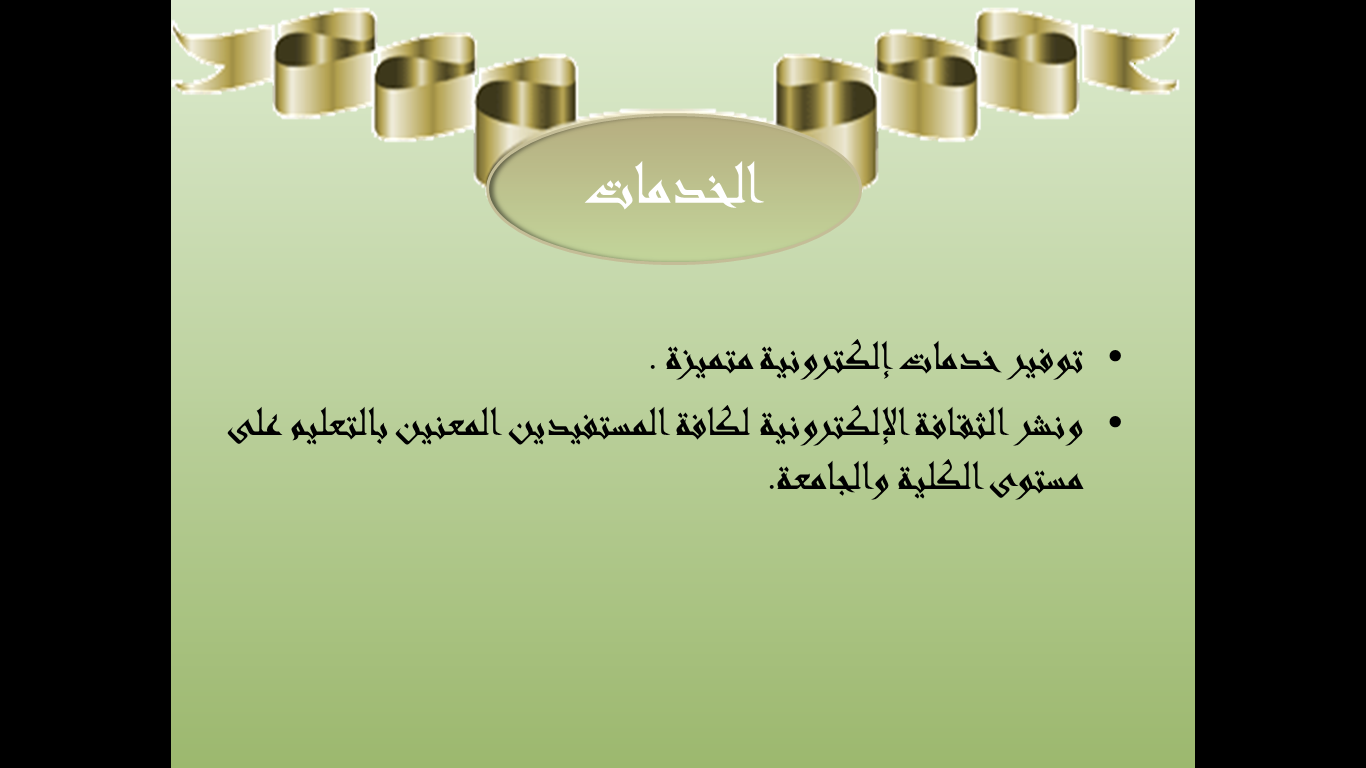 الخدمات
• توفير خدمات إلكترونية متميزة .
• ونشر الثقافة الإلكترونية لكافة المستفيدين المعنين بالتعليم على
مستوى الكلية والجامعة.